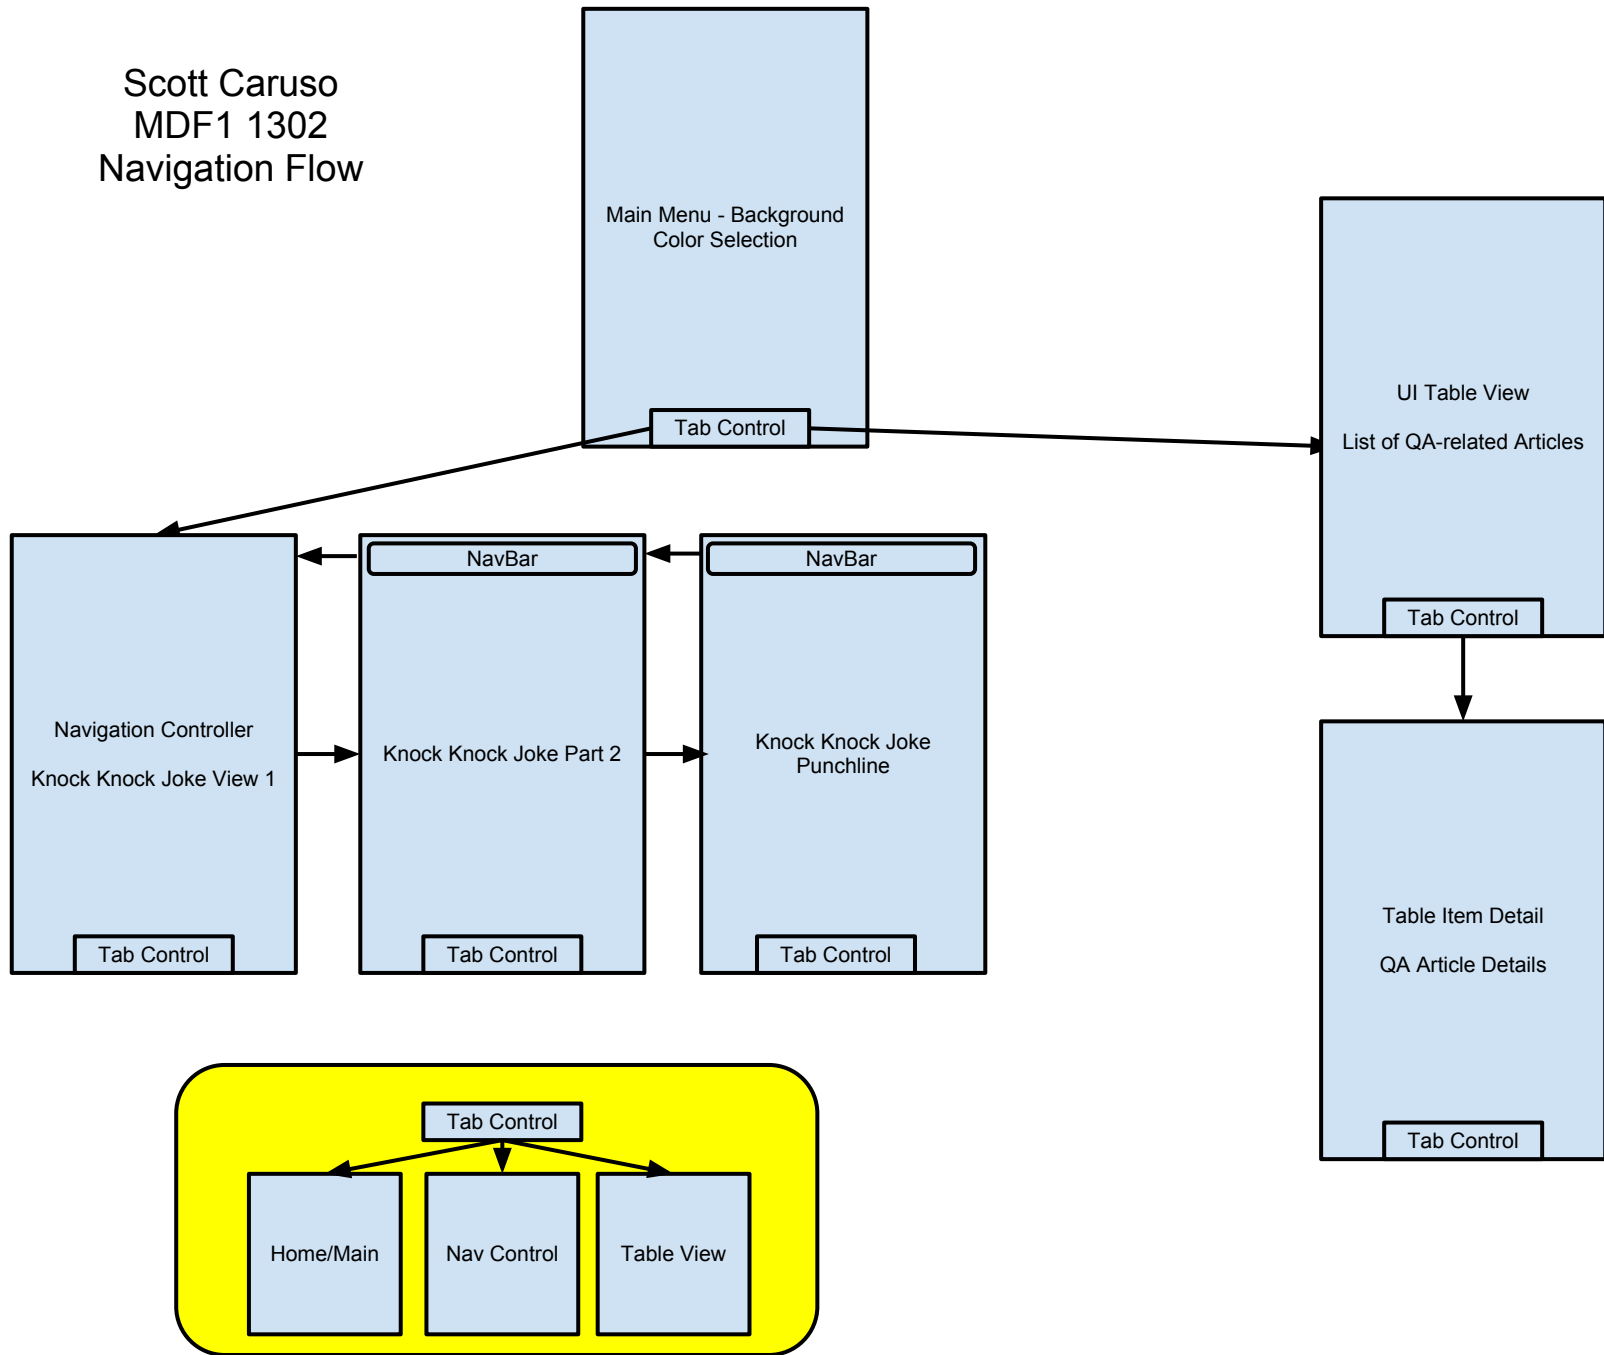 Scott Caruso
MDF1 1302
Navigation Flow
Main Menu - Background
Color Selection
Tab Control
UI Table View
List of QA-related Articles
Tab Control
Navigation Controller
Knock Knock Joke View 1
Tab Control
NavBar
Knock Knock Joke Part 2
Tab Control
NavBar
Knock Knock Joke
Punchline
Tab Control
Table Item Detail
QA Article Details
Tab Control
Tab Control
Home/Main
Nav Control
Table View